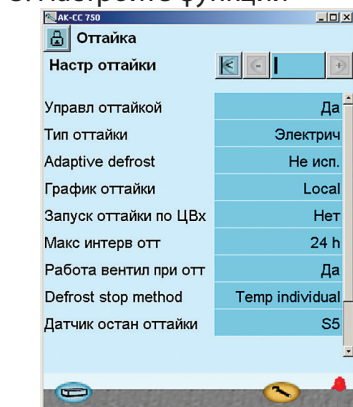 AK-CC 750
Оттайка
Настр оттайки
Управл оттайкой Да
Тип оттайки Электрич
Adaptive defrost Не исп.
График оттайки Local
Запуск оттайки по ЦВх Нет
Макс интерв отт 24 h
Работа вентил при отт Да
Defrost stop method Temp individual
Датчик остан оттайки S5